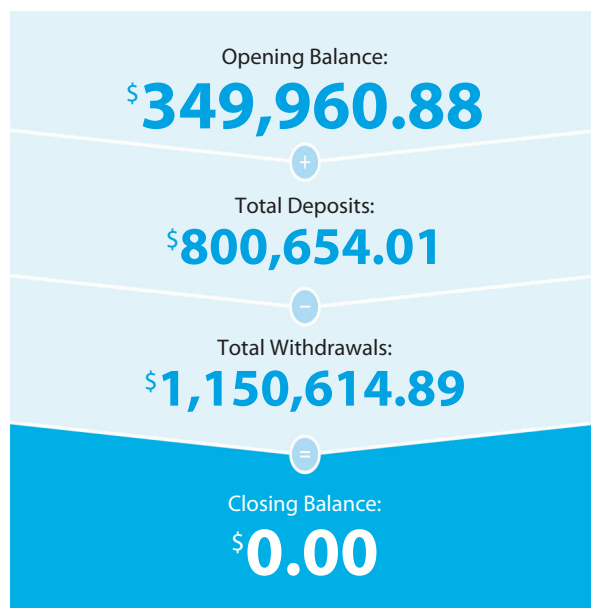 Opening Balance:
$349,960.88
+
Total Deposits:
$800,654.01
−
Total Withdrawals:
$1,150,614.89
=
Closing Balance:
$0.00